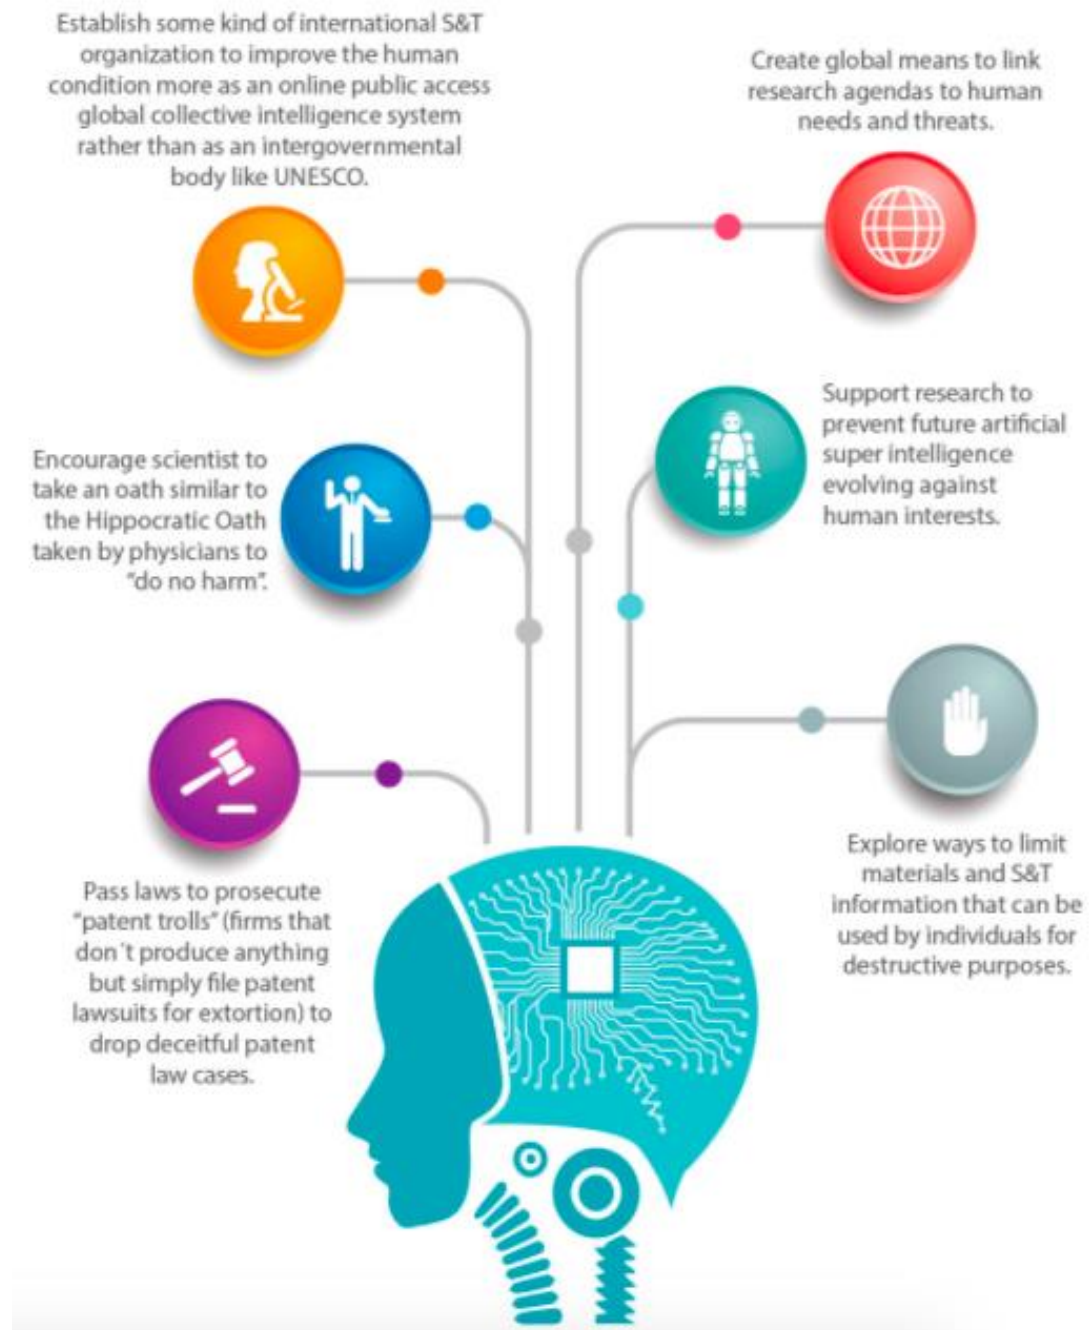 Establish some kind of international S&T
organization to improve the human
condition more as an online public access
global collective intelligence system
rather than as an intergovernmental
body like UNESCO.
Create global means to link
research agendas to human
needs and threats.
Encourage scientist to
take an oath similar to
the Hippocratic Oath
taken by physicians to
"do no harm".
Support research to
prevent future artificial
super intelligence
evolving against
human interests.
Pass laws to prosecute
"patent trolls" (firms that
don´t produce anything
but simply file patent
lawsuits for extortion) to
drop deceitful patent
law cases.
Explore ways to limit
materials and S&T
information that can be
used by individuals for
destructive purposes.